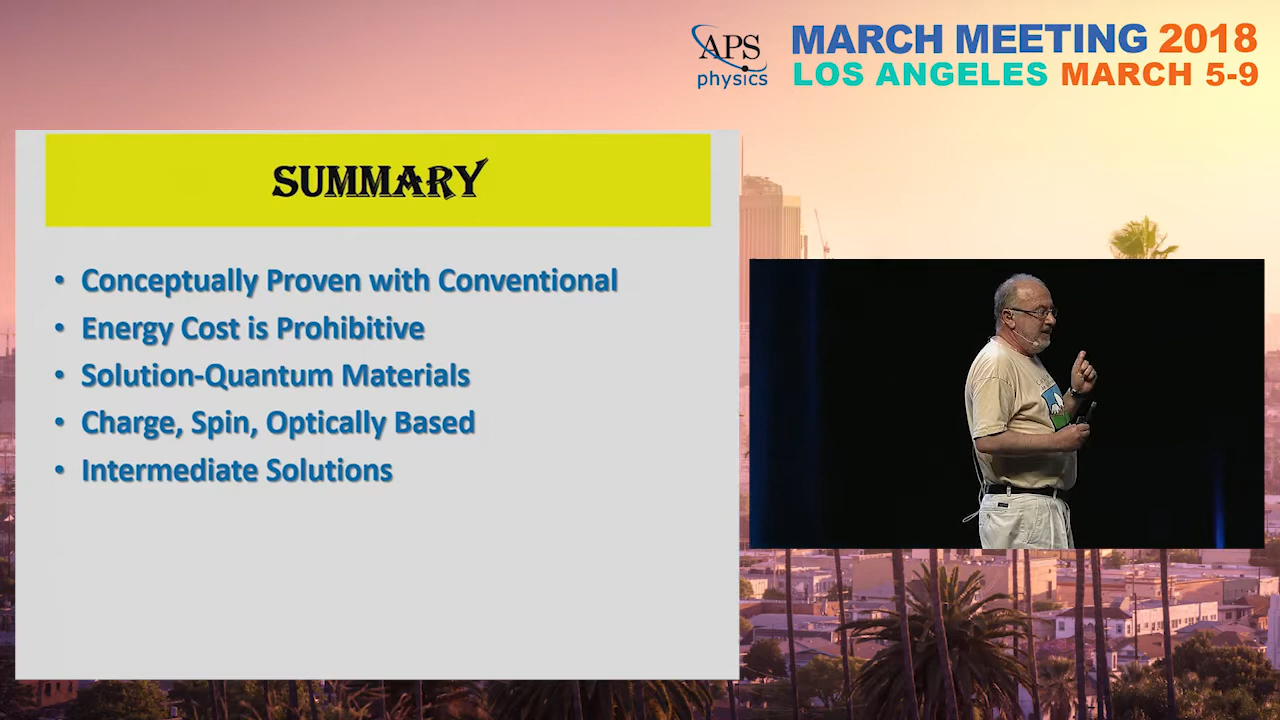 APS
physics
MARCH MEETING 2018
LOS ANGELES MARCH 5-9
SUMMARY
• Conceptually Proven with Conventional
• Energy Cost is Prohibitive
• Solution-Quantum Materials
• Charge, Spin, Optically Based
• Intermediate Solutions